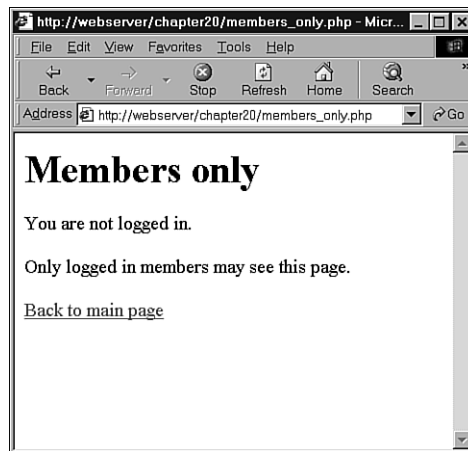 http://webserver/chapter20/members_only.php - Micr...
File Edit View Favorites Tools Help
Back Forward Stop Refresh Home Search »
Address http://webserver/chapter20/members_only.php Go
Members only
You are not logged in.
Only logged in members may see this page.
Back to main page